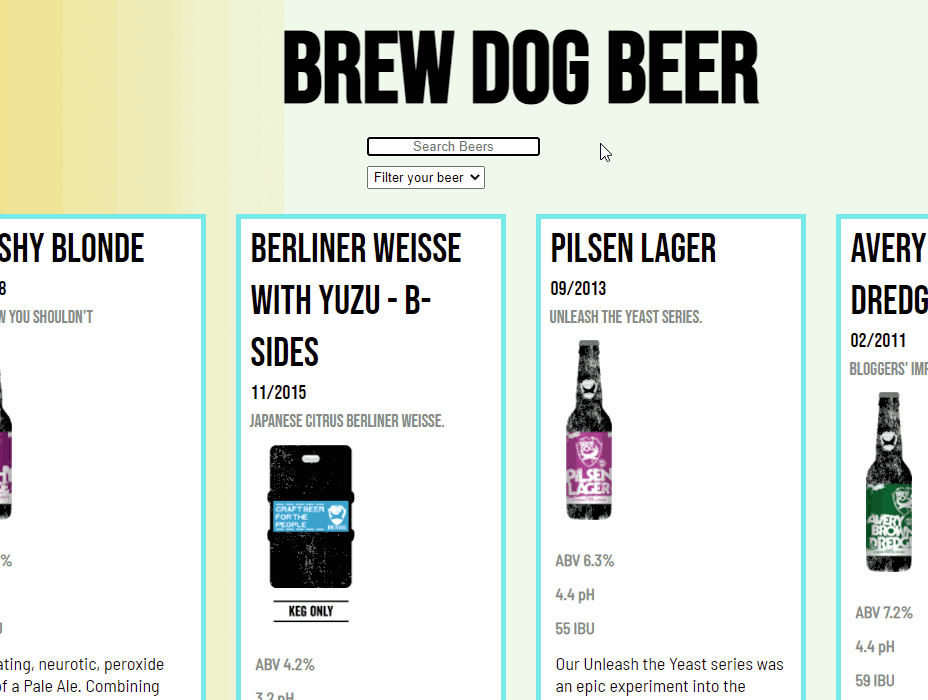 BREW DOG BEER
Search Beers
Filter your beer
SHY BLONDE
8
W YOU SHOULDN'T
%
ating, neurotic, peroxide
of a Pale Ale. Combining
BERLINER WEISSE
WITH YUZU - B-
SIDES
11/2015
JAPANESE CITRUS BERLINER WEISSE.
CRAFT BEER
FOR THE
PEOPLE
KEG ONLY
ABV 4.2%
3.2 pH
PILSEN LAGER
09/2013
UNLEASH THE YEAST SERIES.
PILSEN
LAGER
ABV 6.3%
4.4 pH
55 IBU
Our Unleash the Yeast series was
an epic experiment into the
AVERY
DREDG
02/2011
BLOGGERS' IMP
AVERY
BROWN
DREDGE
ABV 7.2%
4.4 pH
59 IBU